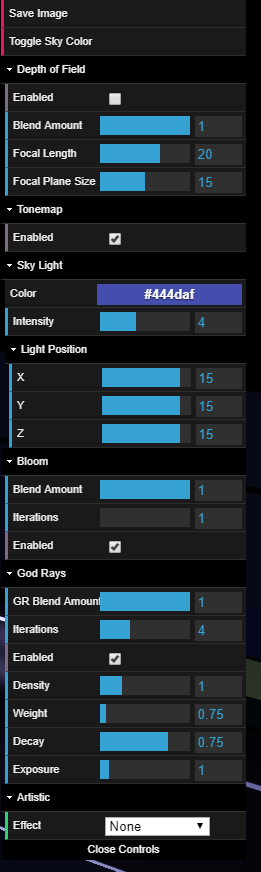 Save Image
Toggle Sky Color
Depth of Field
Enabled
Blend Amount 1
Focal Length 20
Focal Plane Size 15
Tonemap
Enabled
Sky Light
Color #444daf
Intensity 4
Light Position
X 15
Y 15
Z 15
Bloom
Blend Amount 1
Iterations 1
Enabled
God Rays
GR Blend Amount 1
Iterations 4
Enabled
Density 1
Weight 0.75
Decay 0.75
Exposure 1
Artistic
Effect None
Close Controls